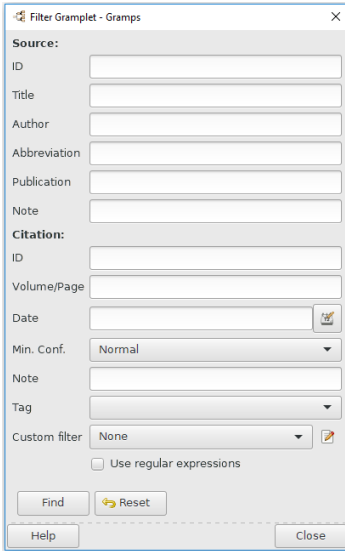 Filter Gramplet - Gramps
Source:
ID
Title
Author
Abbreviation
Publication
Note
Citation:
ID
Volume/Page
Date
Min. Conf. Normal
Note
Tag
Custom filter None
Use regular expressions
Find Reset
Help Close